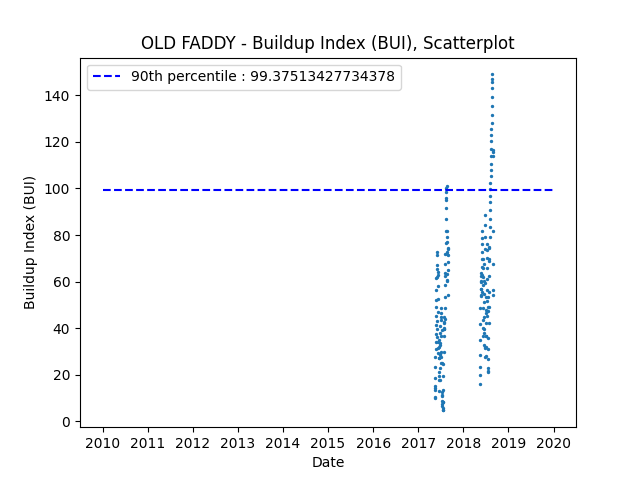 OLD FADDY - Buildup Index (BUI), Scatterplot
90th percentile : 99.37513427734378
140
120
100
80
60
40
20
0
Buildup Index (BUI)
2010 2011 2012 2013 2014 2015 2016 2017 2018 2019 2020
Date